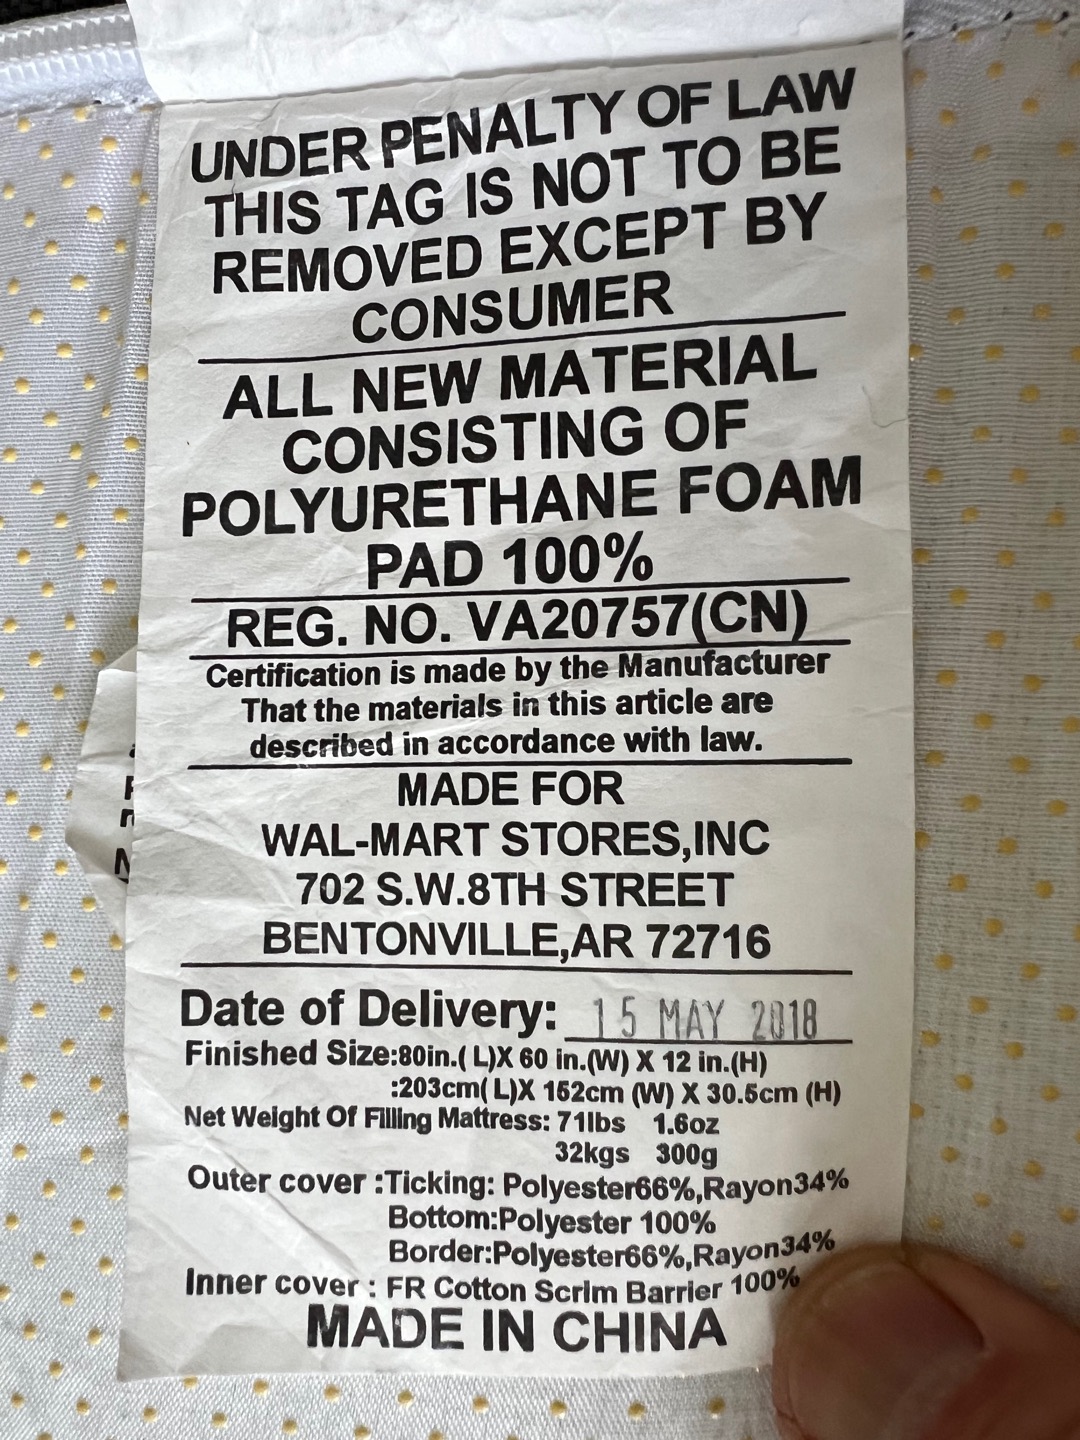 UNDER PENALTY OF LAW
THIS TAG IS NOT TO BE
REMOVED EXCEPT BY
CONSUMER
ALL NEW MATERIAL
CONSISTING OF
POLYURETHANE FOAM
PAD 100%
REG. NO. VA20757(CN)
Certification is made by the Manufacturer
That the materials in this article are
described in accordance with law.
MADE FOR
WAL-MART STORES,INC
702 S.W.8TH STREET
BENTONVILLE,AR 72716
Date of Delivery: 15 MAY 2018
Finished Size:80in.( L)X 60 in.(W) X 12 in.(H)
:203cm( L)X 152cm (W) X 30.5cm (H)
Net Weight Of Filling Mattress: 71lbs 1.6oz
32kgs 300g
Outer cover :Ticking: Polyester66%,Rayon34%
Bottom:Polyester 100%
Border:Polyester66%,Rayon34%
Inner cover : FR Cotton Scrim Barrier 100%
MADE IN CHINA